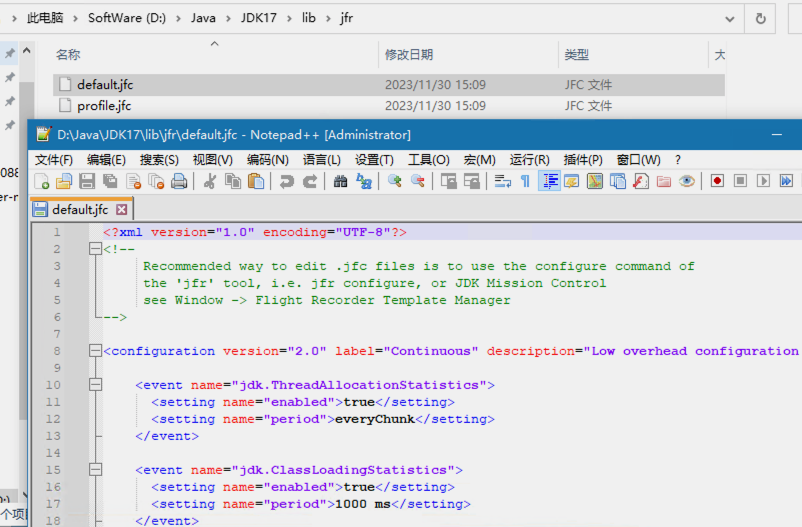 此电脑 > SoftWare (D:) > Java > JDK17 > lib > jfr
名称 修改日期 类型 大
default.jfc 2023/11/30 15:09 JFC 文件
profile.jfc 2023/11/30 15:09 JFC 文件
D:\Java\JDK17\lib\jfr\default.jfc - Notepad++ [Administrator]
文件(F) 编辑(E) 搜索(S) 视图(V) 编码(N) 语言(L) 设置(T) 工具(O) 宏(M) 运行(R) 插件(P) 窗口(W) ?
088
er-r
default.jfc
1 <?xml version="1.0" encoding="UTF-8"?>
2 <!--
3 Recommended way to edit .jfc files is to use the configure command of
4 the 'jfr' tool, i.e. jfr configure, or JDK Mission Control
5 see Window -> Flight Recorder Template Manager
6 -->
7
8 <configuration version="2.0" label="Continuous" description="Low overhead configuration
9
10 <event name="jdk.ThreadAllocationStatistics">
11 <setting name="enabled">true</setting>
12 <setting name="period">everyChunk</setting>
13 </event>
14
15 <event name="jdk.ClassLoadingStatistics">
16 <setting name="enabled">true</setting>
17 <setting name="period">1000 ms</setting>
18 </event>
个项